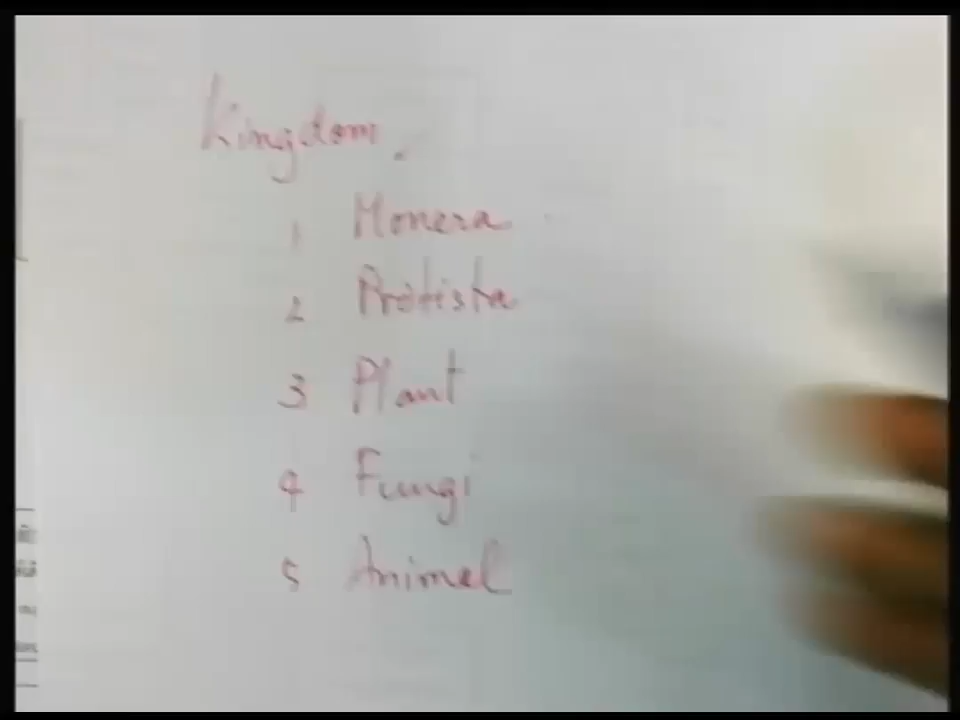 Kingdom.
1 Monera
2 Protista
3 Plant
4 Fungi
5 Animal